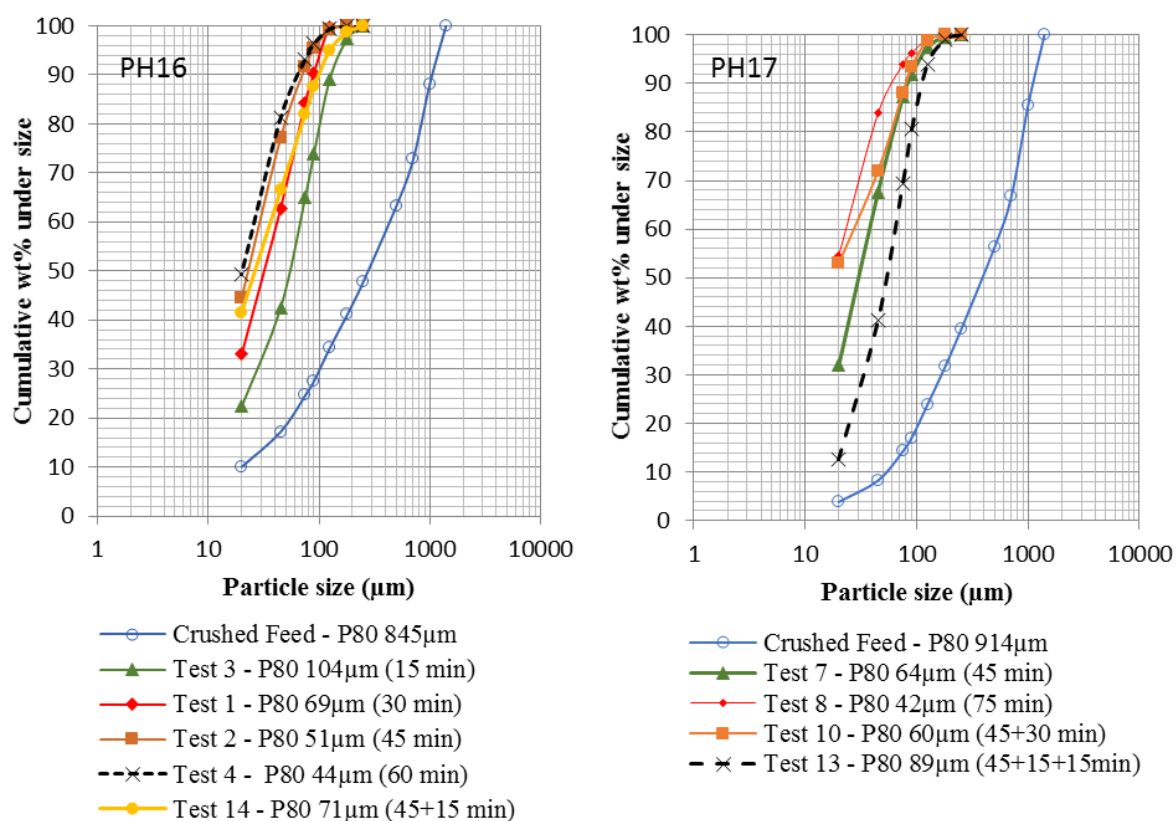 PH16
Cumulative wt% under size
100
90
80
70
60
50
40
30
20
10
0
1 10 100 1000 10000
Particle size (µm)
Crushed Feed - P80 845µm
Test 3 - P80 104µm (15 min)
Test 1 - P80 69µm (30 min)
Test 2 - P80 51µm (45 min)
Test 4 - P80 44µm (60 min)
Test 14 - P80 71µm (45+15 min)
PH17
Cumulative wt% under size
100
90
80
70
60
50
40
30
20
10
0
1 10 100 1000 10000
Particle size (µm)
Crushed Feed - P80 914µm
Test 7 - P80 64µm (45 min)
Test 8 - P80 42µm (75 min)
Test 10 - P80 60µm (45+30 min)
Test 13 - P80 89µm (45+15+15min)